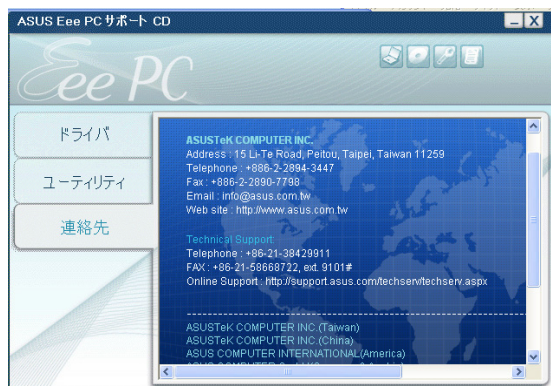 ASUS Eee PC サポート CD
Eee PC
ドライバ
ユーティリティ
連絡先
ASUSTeK COMPUTER INC.
Address : 15 Li-Te Road, Peitou, Taipei, Taiwan 11259
Telephone : +886-2-2894-3447
Fax : +886-2-2890-7798
Email : info@asus.com.tw
Web site : http://www.asus.com.tw
Technical Support
Telephone : +86-21-38429911
FAX : +86-21-58668722, ext. 9101#
Online Support : http://support.asus.com/techserv/techserv.aspx
ASUSTeK COMPUTER INC.(Taiwan)
ASUSTeK COMPUTER INC.(China)
ASUS COMPUTER INTERNATIONAL(America)